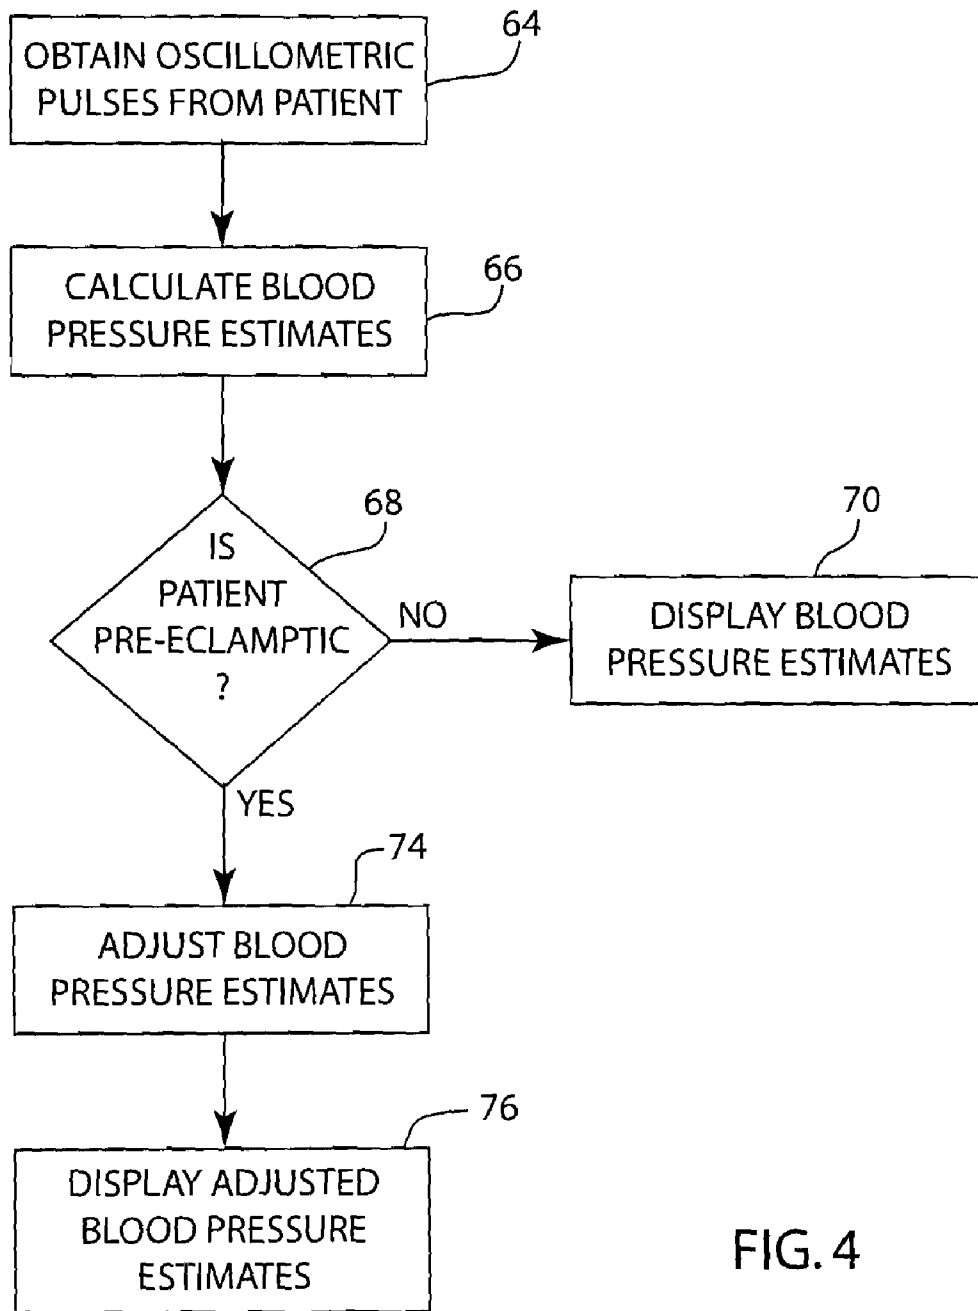 64
OBTAIN OSCILLOMETRIC
PULSES FROM PATIENT
66
CALCULATE BLOOD
PRESSURE ESTIMATES
68
IS
PATIENT
PRE-ECLAMPTIC
?
NO
70
DISPLAY BLOOD
PRESSURE ESTIMATES
YES
74
ADJUST BLOOD
PRESSURE ESTIMATES
76
DISPLAY ADJUSTED
BLOOD PRESSURE
ESTIMATES
FIG. 4